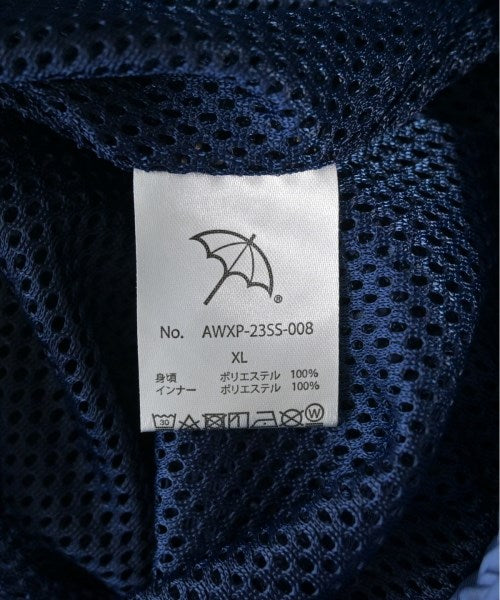 ®
No. AWXP-23SS-008
XL
身頃 ポリエステル 100%
インナー ポリエステル 100%
30 W